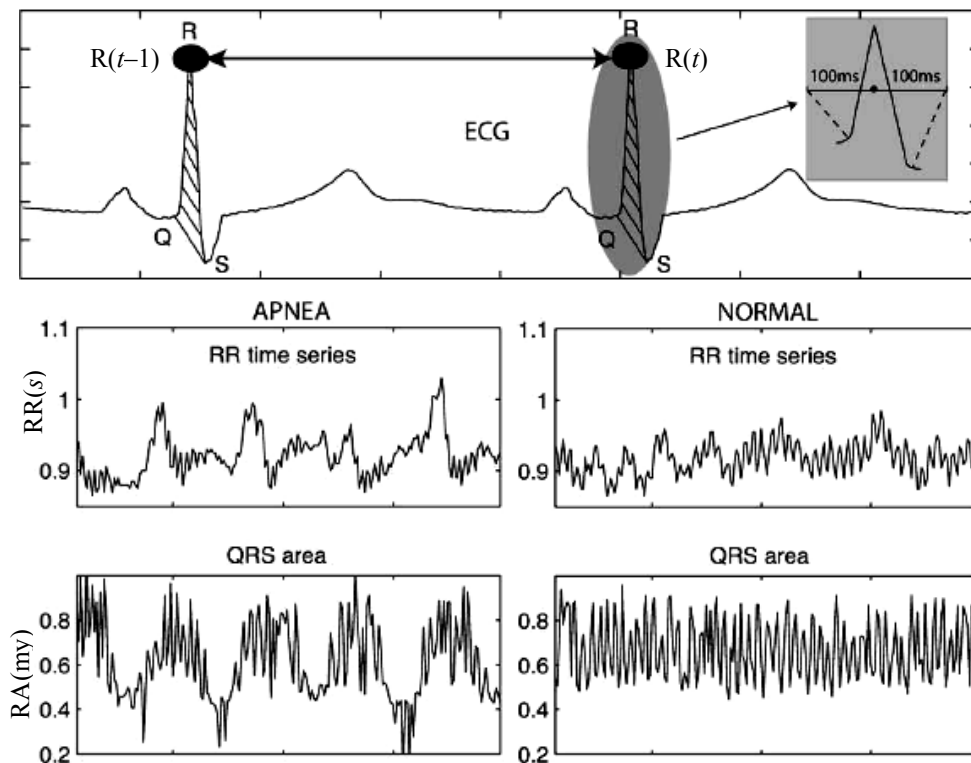 R R
R(t–1) R(t)
100ms 100ms
ECG
Q S Q S
APNEA NORMAL
1.1 1.1
RR time series RR time series
RR(s)
1 1
0.9 0.9
QRS area QRS area
RA(my)
0.8 0.8
0.6 0.6
0.4 0.4
0.2 0.2